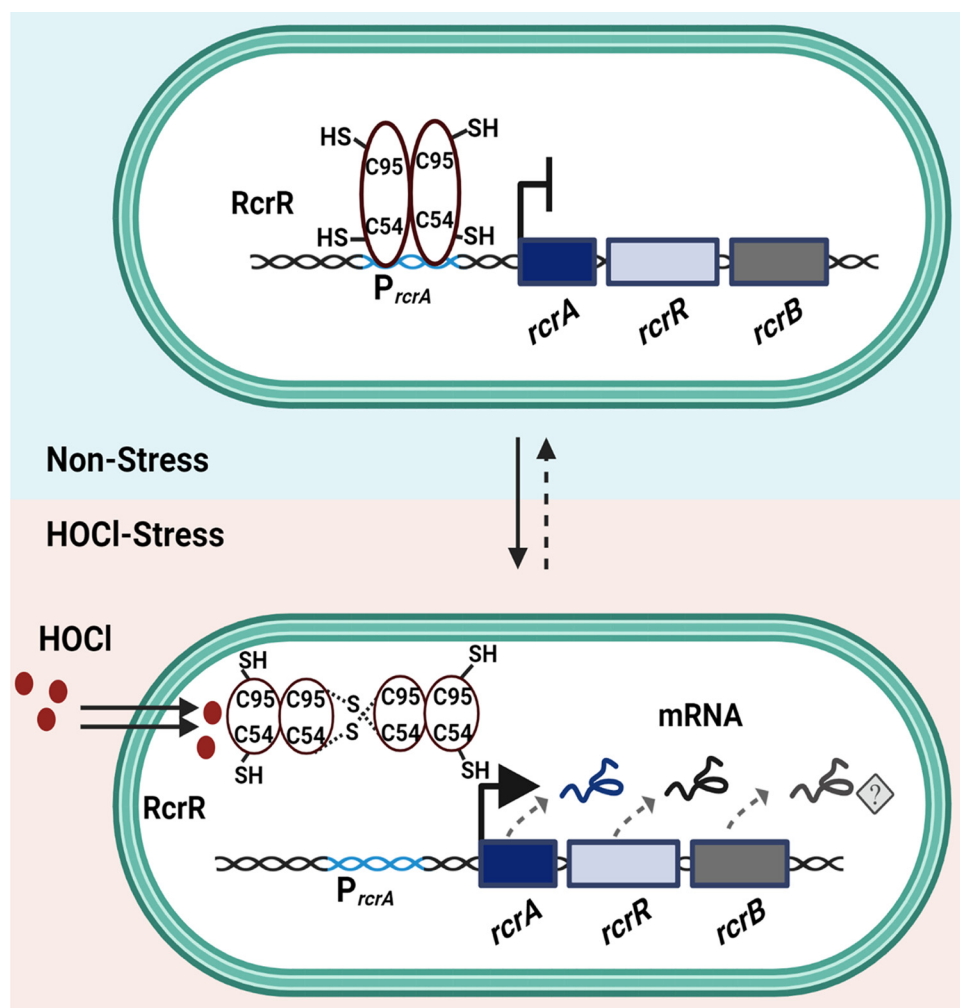 HS
SH
C95
C95
RcrR
C54
C54
HS
SH
PrcrA
rcrA
rcrR
rcrB
Non-Stress
HOCl-Stress
HOCl
SH
SH
C95
C95
C95
C95
S
S
C54
C54
C54
C54
mRNA
SH
SH
RcrR
?
PrcrA
rcrA
rcrR
rcrB